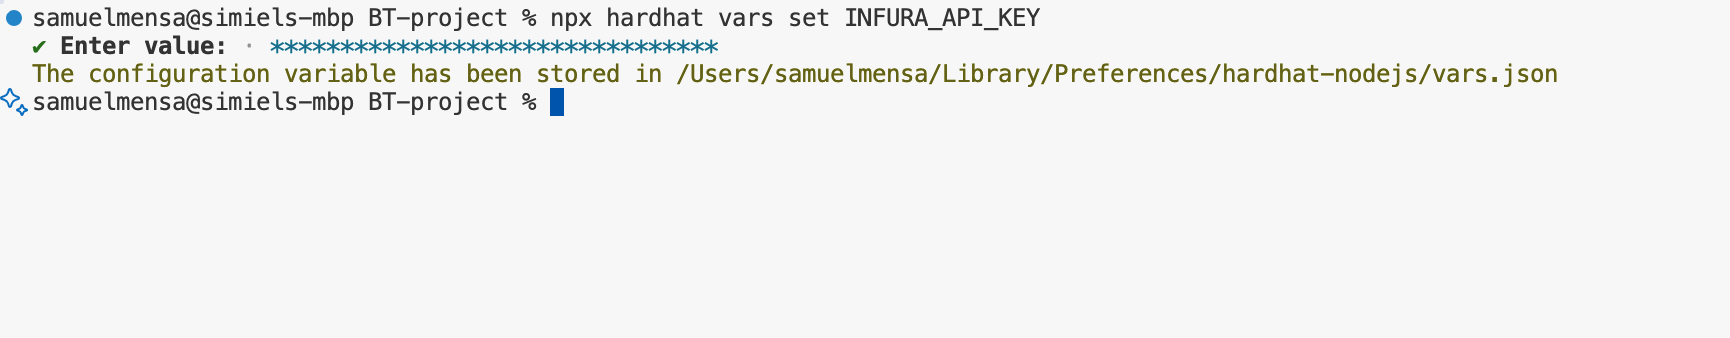 samuelmensa@simiels-mbp BT-project % npx hardhat vars set INFURA_API_KEY
✔ Enter value: · ********************************
The configuration variable has been stored in /Users/samuelmensa/Library/Preferences/hardhat-nodejs/vars.json
samuelmensa@simiels-mbp BT-project %